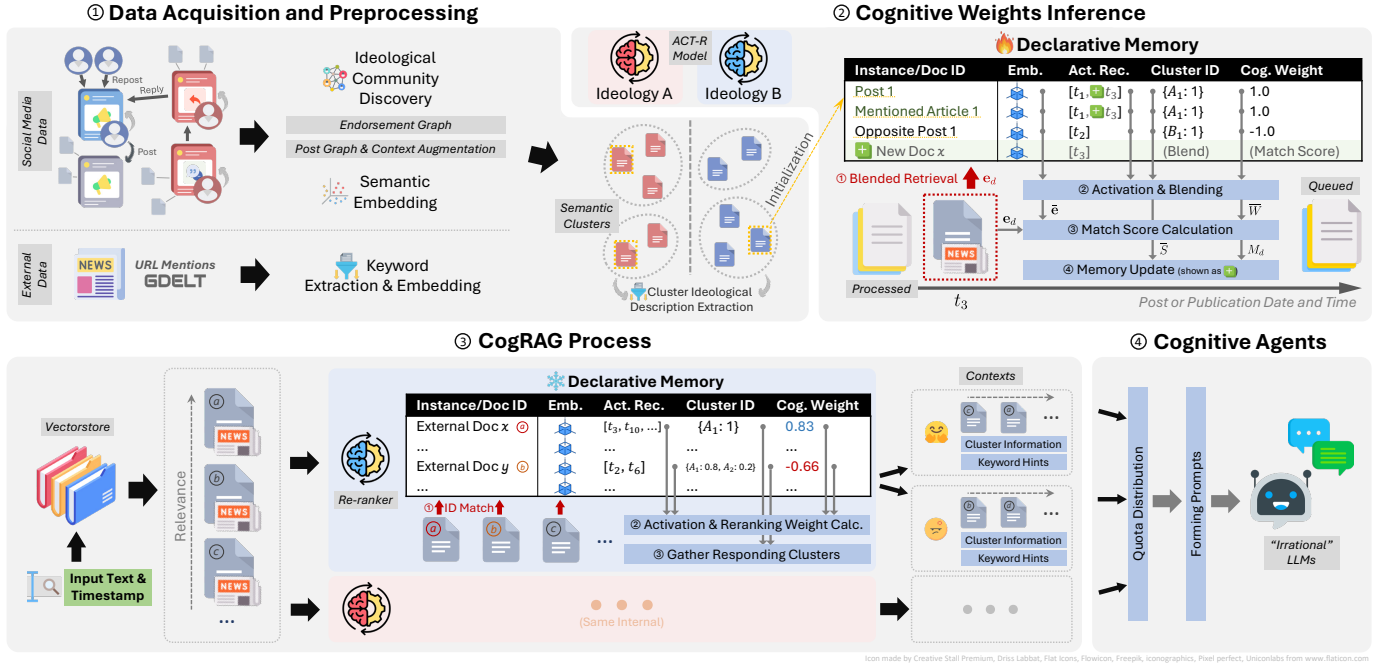 ① Data Acquisition and Preprocessing
Social Media
Data
Repost
Reply
Post
Ideological
Community
Discovery
Endorsement Graph
Post Graph & Context Augmentation
Semantic
Embedding
External
Data
NEWS
URL Mentions
GDELT
Keyword
Extraction & Embedding
ACT-R
Model
Ideology A
Ideology B
Semantic
Clusters
Initialization
Cluster Ideological
Description Extraction
② Cognitive Weights Inference
Declarative Memory
Instance/Doc ID Emb. Act. Rec. Cluster ID Cog. Weight
Post 1 [t₁, + t₃] {A₁: 1} 1.0
Mentioned Article 1 [t₁, + t₃] {A₁: 1} 1.0
Opposite Post 1 [t₂] {B₁: 1} -1.0
+ New Doc x [t₃] (Blend) (Match Score)
① Blended Retrieval e_d
② Activation & Blending
ē W̅
e_d
③ Match Score Calculation
S̅ M_d
④ Memory Update (shown as +)
NEWS
Queued
Processed
t₃
Post or Publication Date and Time
③ CogRAG Process
Vectorstore
Input Text &
Timestamp
Relevance
a
NEWS
b
NEWS
c
NEWS
...
Declarative Memory
Instance/Doc ID Emb. Act. Rec. Cluster ID Cog. Weight
External Doc x a [t₃, t₁₀, ...] {A₁: 1} 0.83
... ... ... ... ...
External Doc y b [t₂, t₆] {A₁: 0.8, A₂: 0.2} -0.66
... ... ... ... ...
Re-ranker
① ID Match
a b c ...
② Activation & Reranking Weight Calc.
③ Gather Responding Clusters
(Same Internal)
Contexts
c a ...
Cluster Information
Keyword Hints
b d ...
Cluster Information
Keyword Hints
④ Cognitive Agents
Quota Distribution
Forming Prompts
"Irrational"
LLMs
Icon made by Creative Stall Premium, Driss Labbat, Flat Icons, Flowicon, Freepik, iconographics, Pixel perfect, Uniconlabs from www.flaticon.com